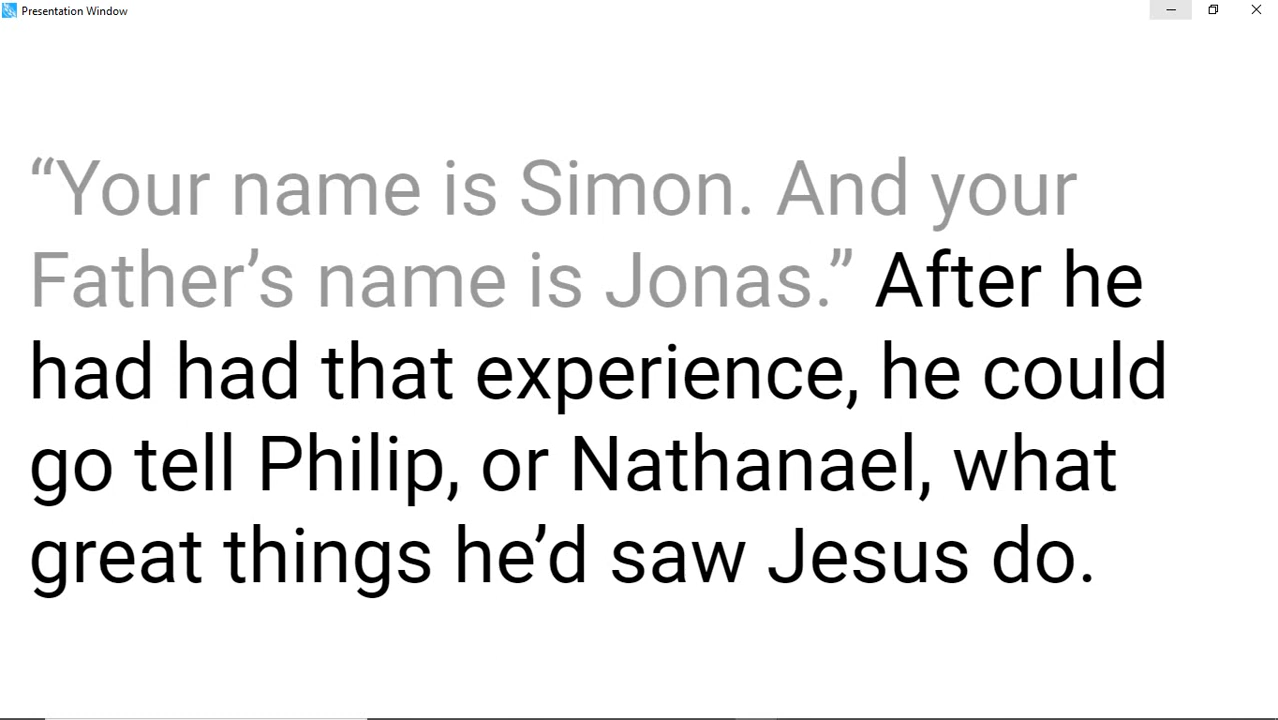 Presentation Window
“Your name is Simon. And your
Father’s name is Jonas.” After he
had had that experience, he could
go tell Philip, or Nathanael, what
great things he’d saw Jesus do.